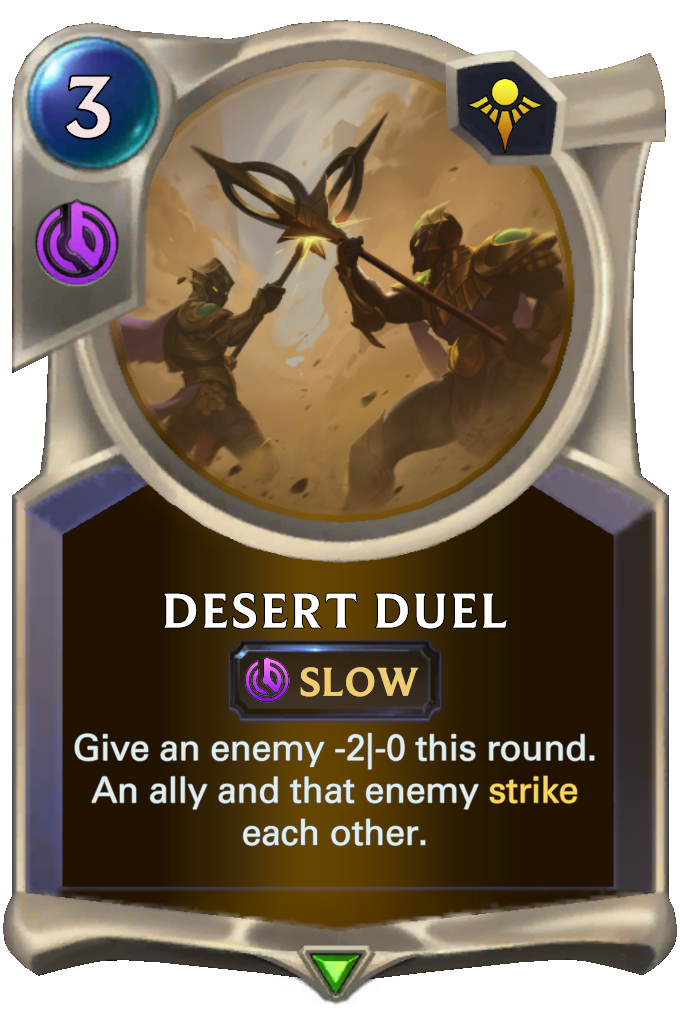 3
DESERT DUEL
SLOW
Give an enemy -2|-0 this round.
An ally and that enemy strike
each other.